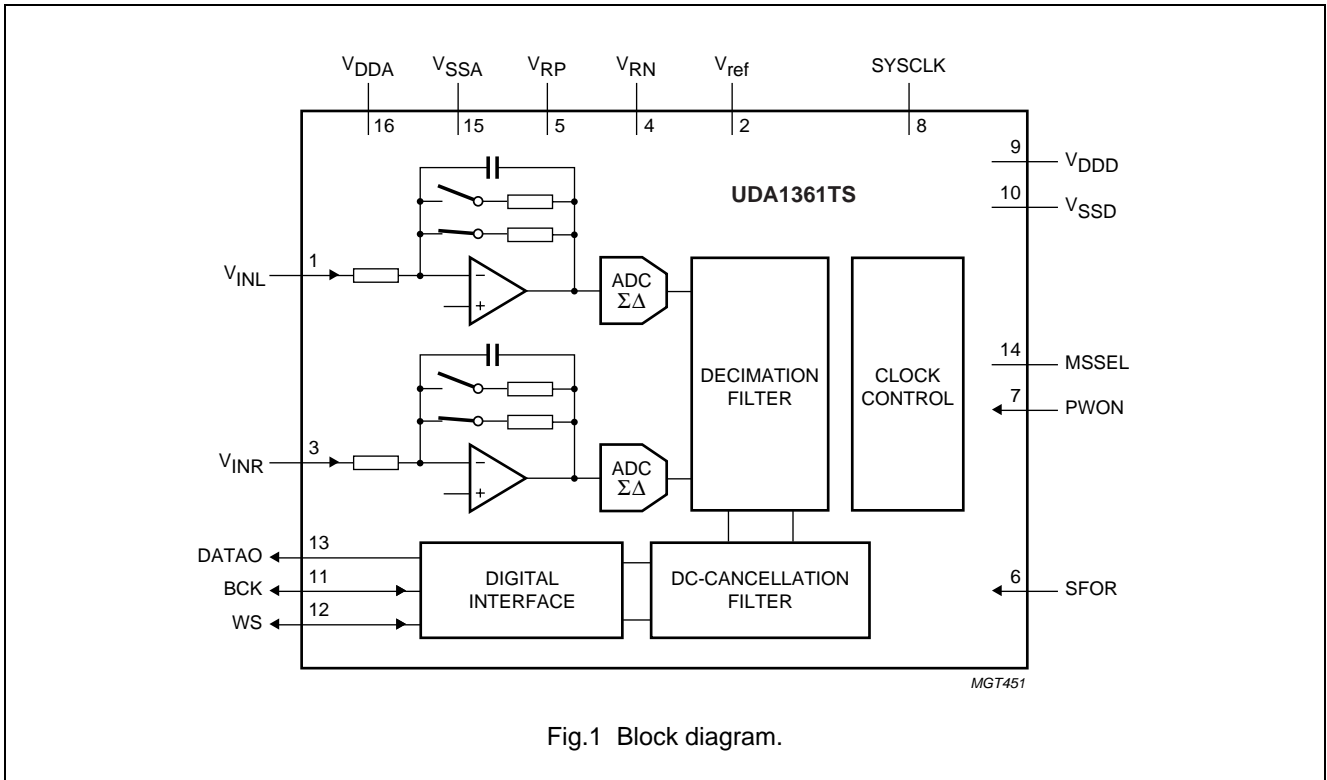 VDDA VSSA VRP VRN Vref SYSCLK
16 15 5 4 2 8
9 VDDD
UDA1361TS
10 VSSD
VINL 1
−
+
ADC
ΣΔ
14 MSSEL
DECIMATION
FILTER
CLOCK
CONTROL
7 PWON
VINR 3
−
+
ADC
ΣΔ
DATAO 13
BCK 11
WS 12
DIGITAL
INTERFACE
DC-CANCELLATION
FILTER
6 SFOR
MGT451
Fig.1 Block diagram.